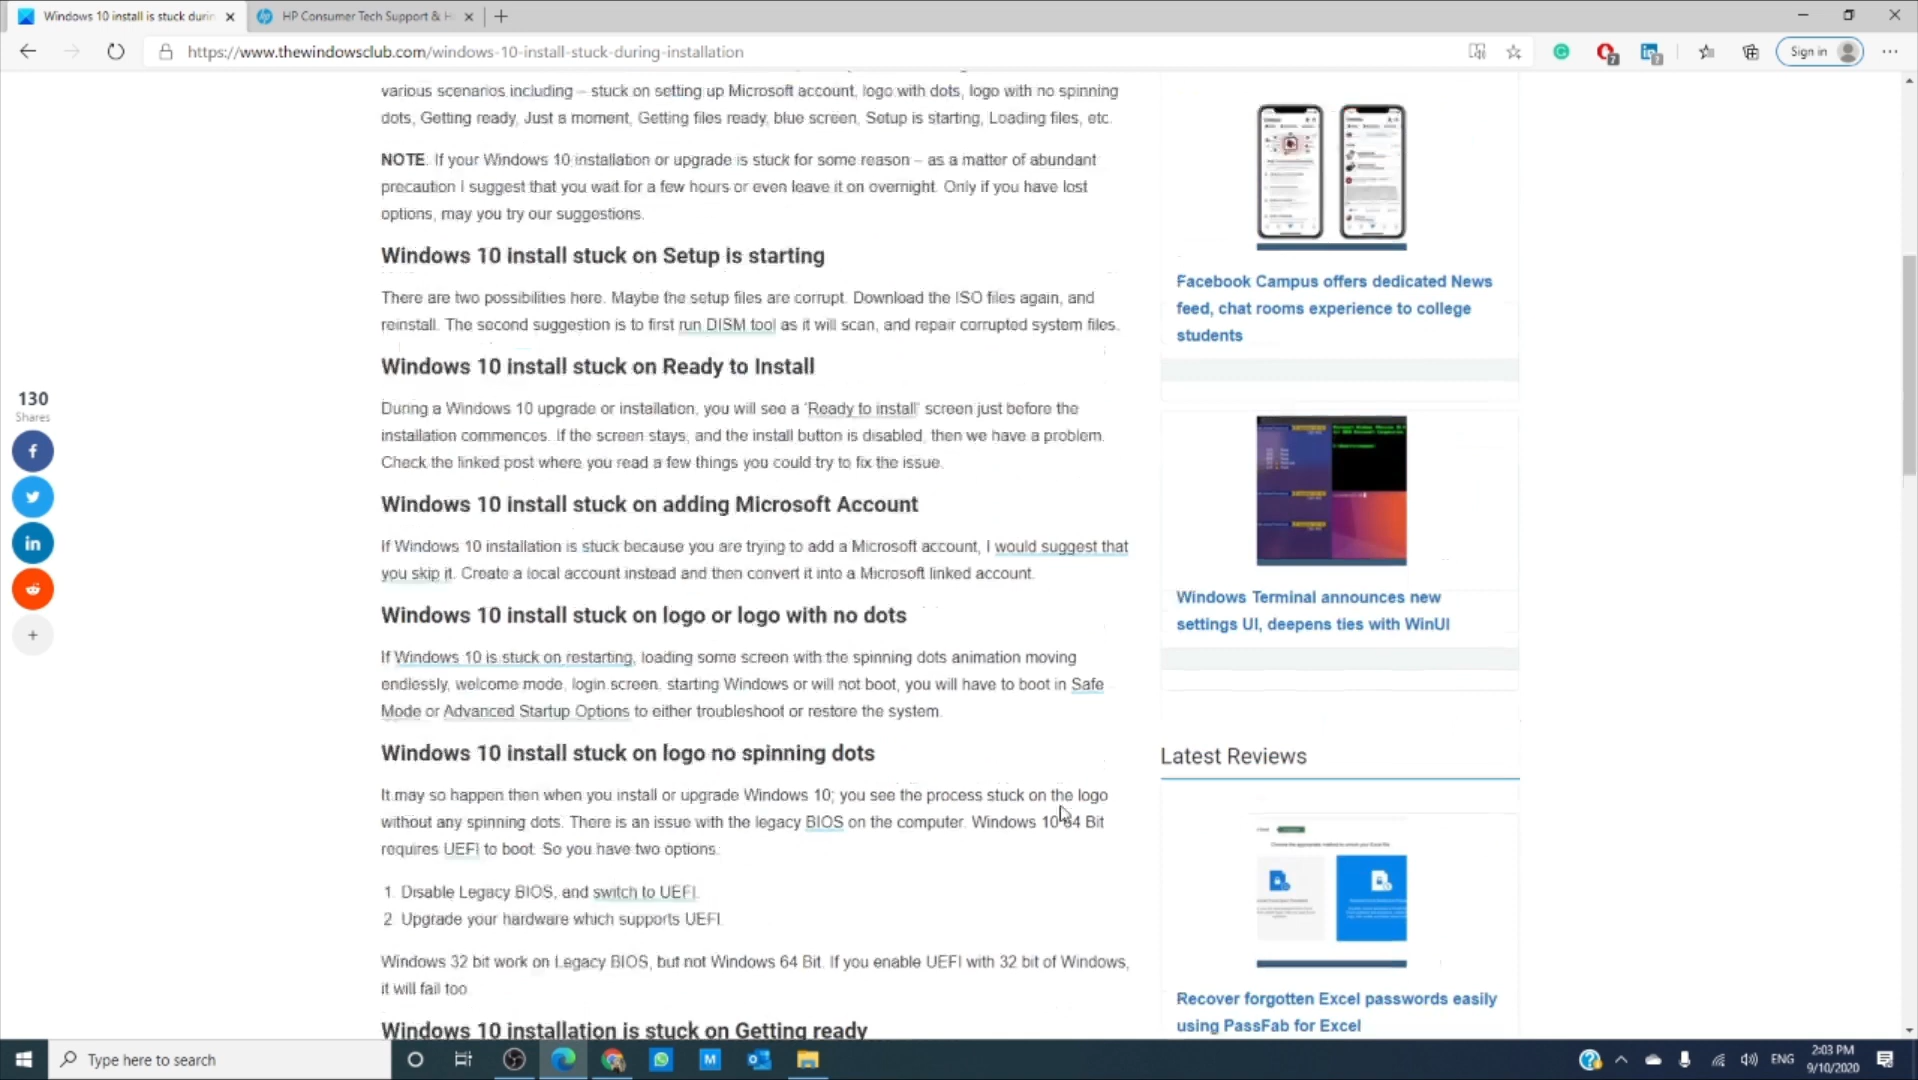 Windows 10 install is stuck durin
HP Consumer Tech Support & H
https://www.thewindowsclub.com/windows-10-install-stuck-during-installation
Sign in
various scenarios including – stuck on setting up Microsoft account, logo with dots, logo with no spinning
dots, Getting ready, Just a moment, Getting files ready, blue screen, Setup is starting, Loading files, etc.
NOTE. If your Windows 10 installation or upgrade is stuck for some reason – as a matter of abundant
precaution I suggest that you wait for a few hours or even leave it on overnight. Only if you have lost
options, may you try our suggestions.
Windows 10 install stuck on Setup is starting
There are two possibilities here. Maybe the setup files are corrupt. Download the ISO files again, and
reinstall. The second suggestion is to first run DISM tool as it will scan, and repair corrupted system files.
Windows 10 install stuck on Ready to Install
During a Windows 10 upgrade or installation, you will see a 'Ready to install' screen just before the
installation commences. If the screen stays, and the install button is disabled, then we have a problem.
Check the linked post where you read a few things you could try to fix the issue.
Windows 10 install stuck on adding Microsoft Account
If Windows 10 installation is stuck because you are trying to add a Microsoft account, I would suggest that
you skip it. Create a local account instead and then convert it into a Microsoft linked account.
Windows 10 install stuck on logo or logo with no dots
If Windows 10 is stuck on restarting, loading some screen with the spinning dots animation moving
endlessly, welcome mode, login screen, starting Windows or will not boot, you will have to boot in Safe
Mode or Advanced Startup Options to either troubleshoot or restore the system.
Windows 10 install stuck on logo no spinning dots
It may so happen then when you install or upgrade Windows 10; you see the process stuck on the logo
without any spinning dots. There is an issue with the legacy BIOS on the computer. Windows 10 64 Bit
requires UEFI to boot. So you have two options.
1. Disable Legacy BIOS, and switch to UEFI.
2. Upgrade your hardware which supports UEFI.
Windows 32 bit work on Legacy BIOS, but not Windows 64 Bit. If you enable UEFI with 32 bit of Windows,
it will fail too
Windows 10 installation is stuck on Getting ready
130
Shares
Facebook Campus offers dedicated News
feed, chat rooms experience to college
students
Windows Terminal announces new
settings UI, deepens ties with WinUI
Latest Reviews
Recover forgotten Excel passwords easily
using PassFab for Excel
Type here to search
ENG
2:03 PM
9/10/2020